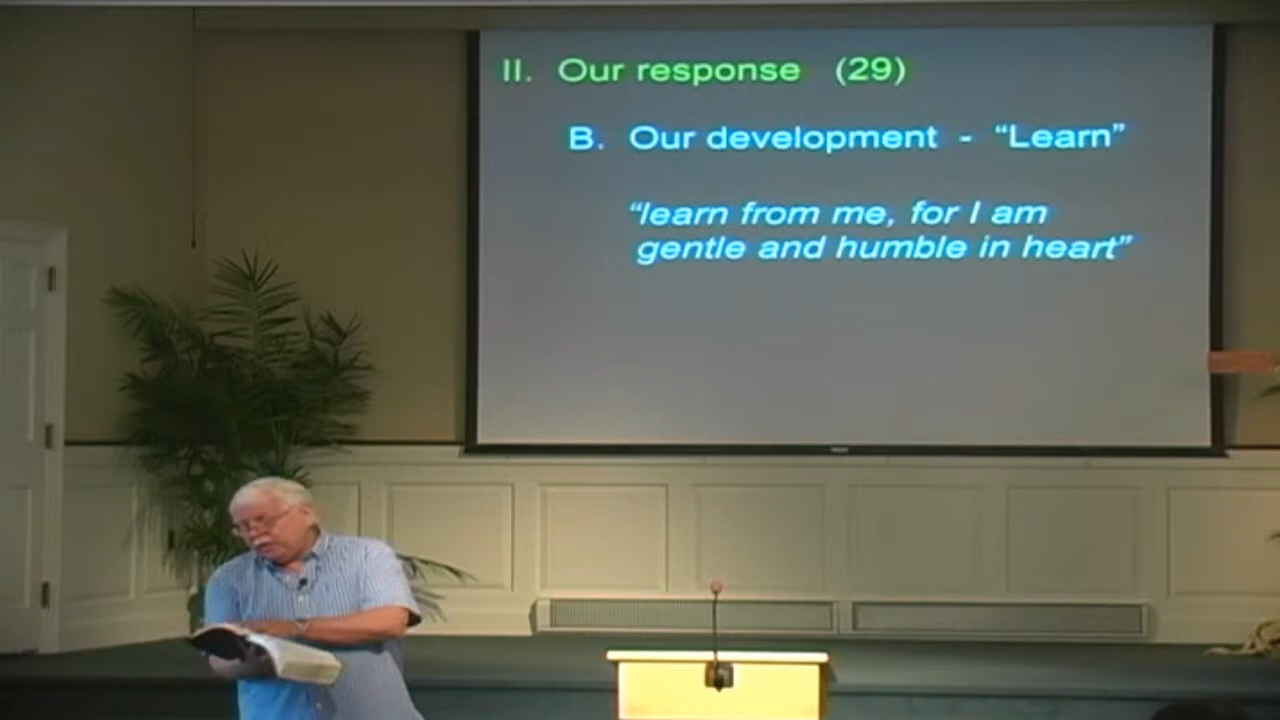 II. Our response (29)
B. Our development - “Learn”
“learn from me, for I am
gentle and humble in heart”